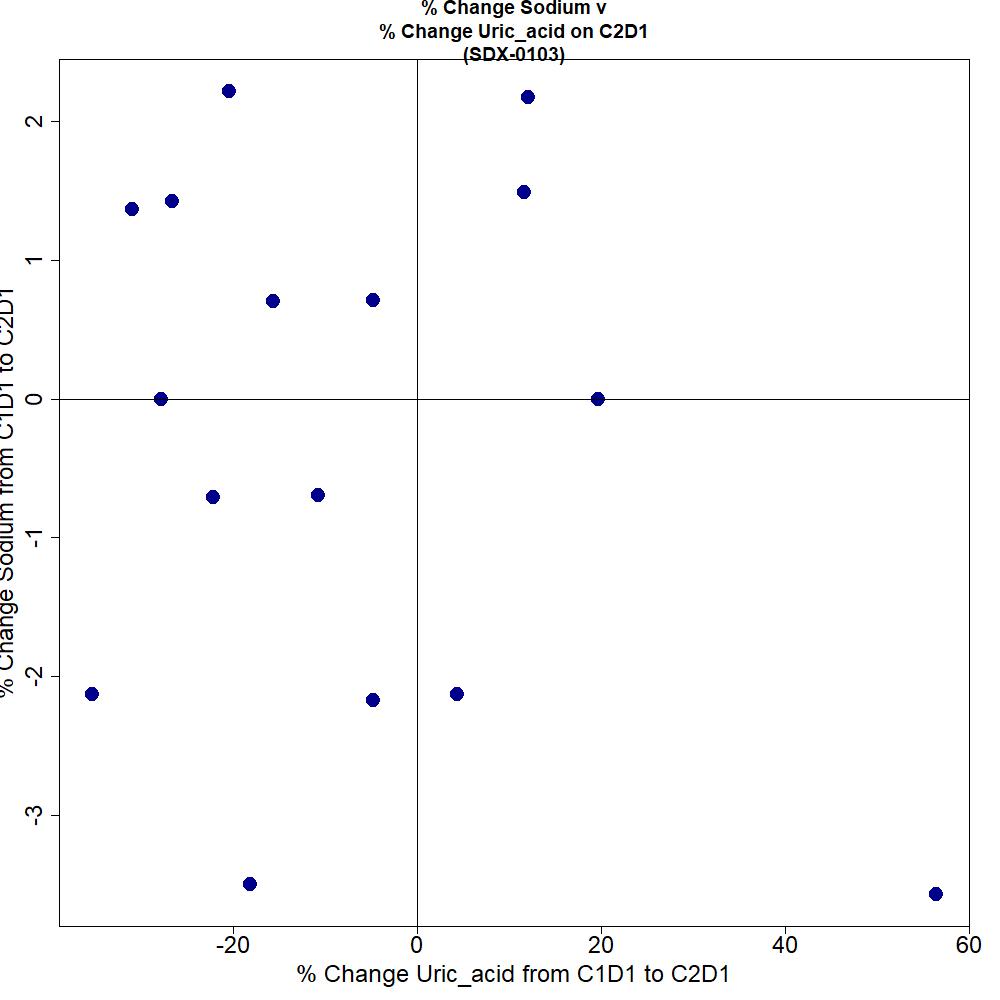 % Change Sodium v
% Change Uric_acid on C2D1
(SDX-0103)
2
1
0
-1
-2
-3
% Change Sodium from C1D1 to C2D1
-20
0
20
40
60
% Change Uric_acid from C1D1 to C2D1